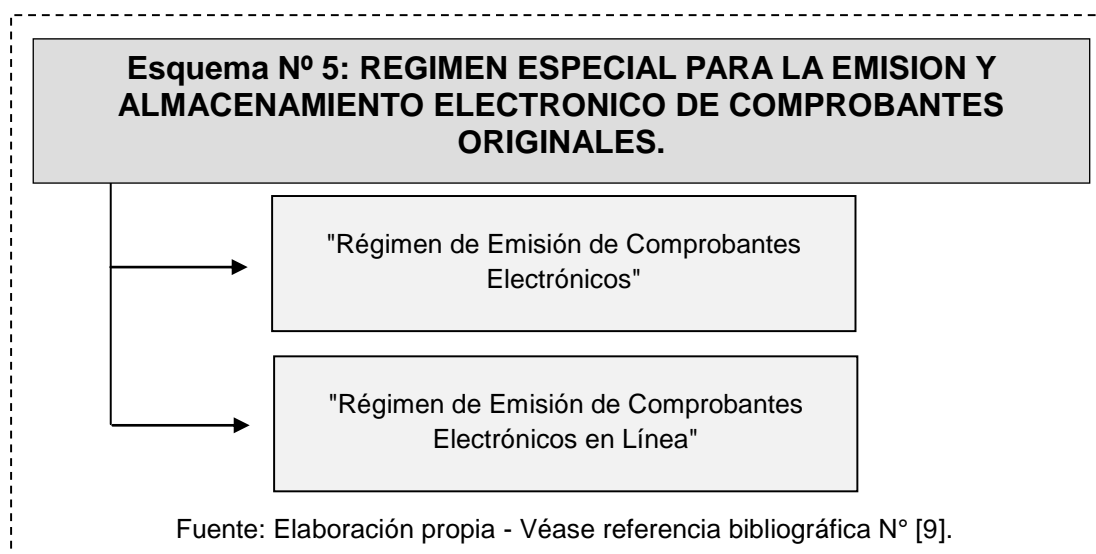 Esquema Nº 5: REGIMEN ESPECIAL PARA LA EMISION Y
ALMACENAMIENTO ELECTRONICO DE COMPROBANTES
ORIGINALES.
"Régimen de Emisión de Comprobantes
Electrónicos"
"Régimen de Emisión de Comprobantes
Electrónicos en Línea"
Fuente: Elaboración propia - Véase referencia bibliográfica N° [9].